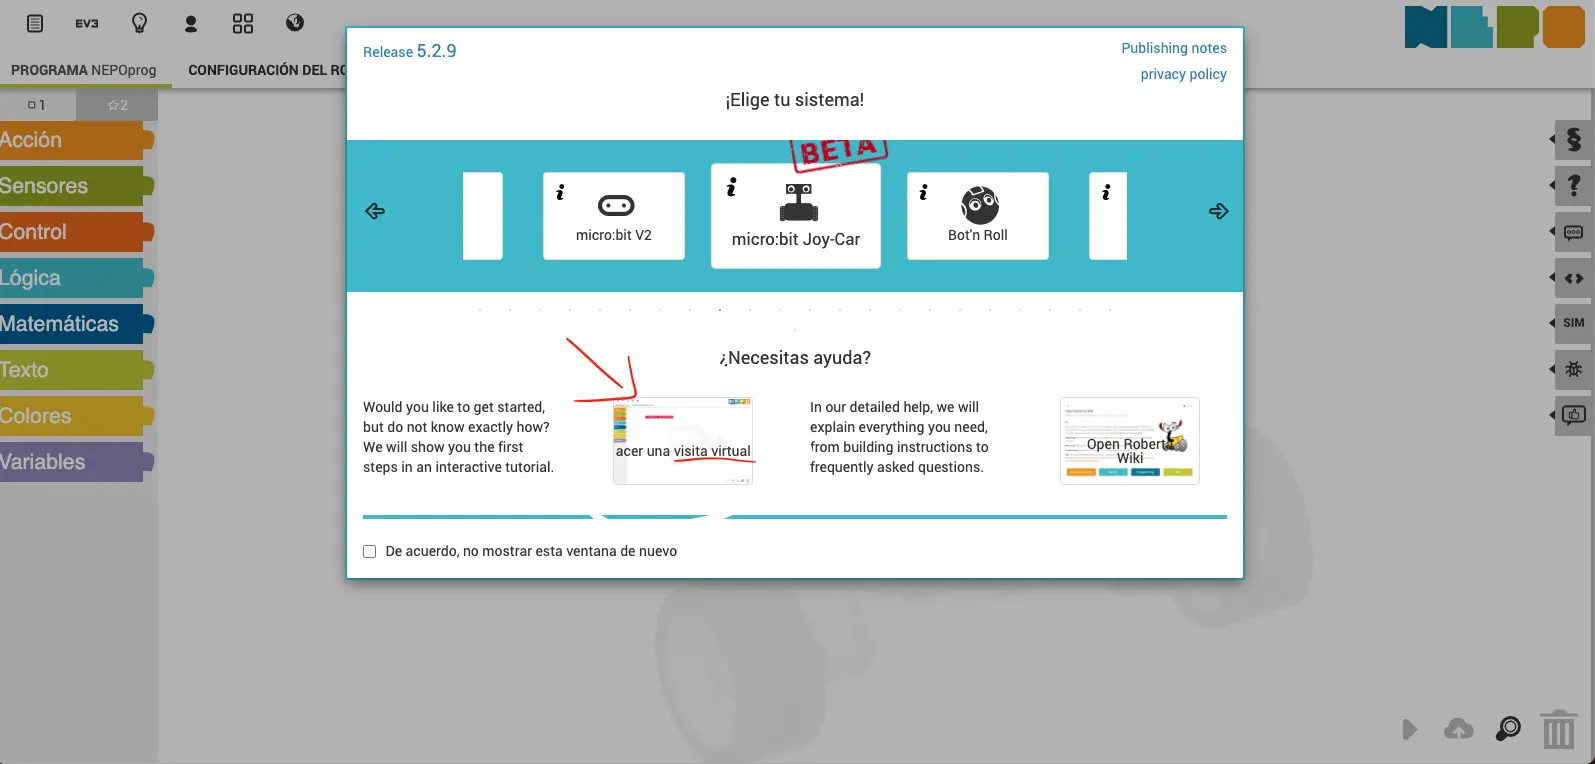 EV3
PROGRAMA NEPOprog
CONFIGURACIÓN DEL RO
1
2
Acción
Sensores
Control
Lógica
Matemáticas
Texto
Colores
Variables
Release 5.2.9
Publishing notes
privacy policy
¡Elige tu sistema!
BETA
i
micro:bit V2
i
micro:bit Joy-Car
i
Bot'n Roll
i
¿Necesitas ayuda?
Would you like to get started,
but do not know exactly how?
We will show you the first
steps in an interactive tutorial.
acer una visita virtual
In our detailed help, we will
explain everything you need,
from building instructions to
frequently asked questions.
Open Roberta
Wiki
De acuerdo, no mostrar esta ventana de nuevo
SIM